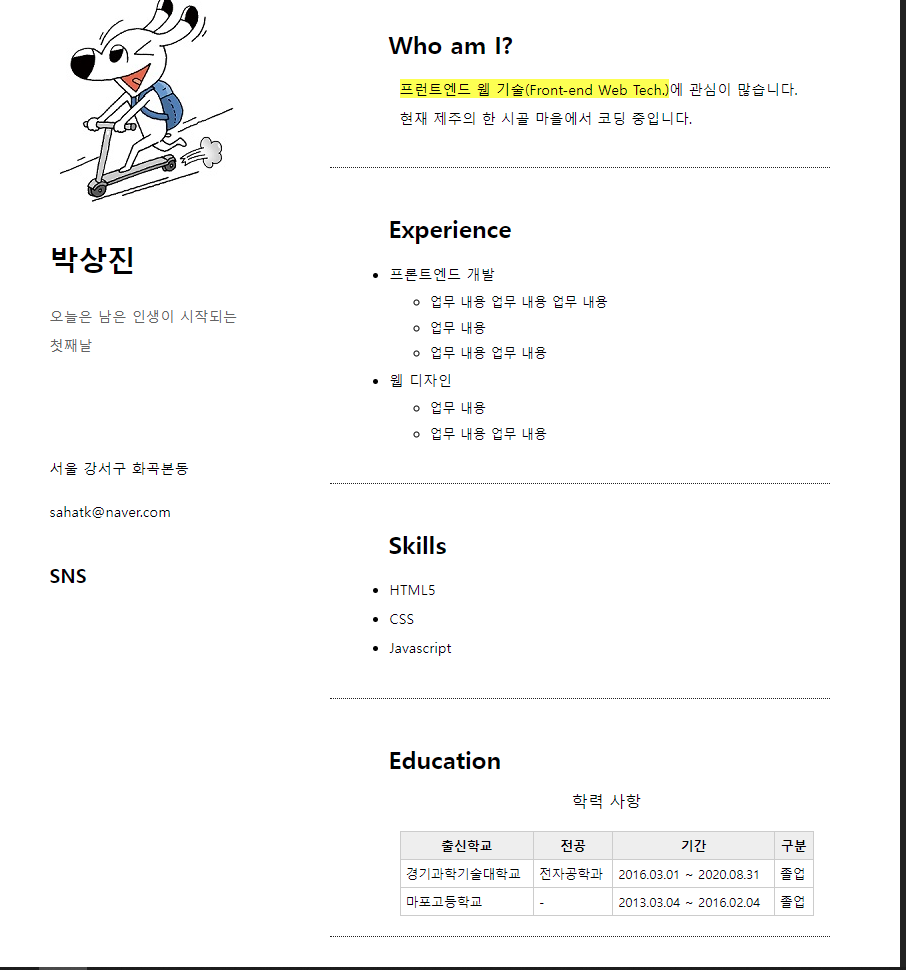 박상진
오늘은 남은 인생이 시작되는
첫째날
서울 강서구 화곡본동
sahatk@naver.com
SNS
Who am I?
프런트엔드 웹 기술(Front-end Web Tech.)에 관심이 많습니다.
현재 제주의 한 시골 마을에서 코딩 중입니다.
Experience
프론트엔드 개발
업무 내용 업무 내용 업무 내용
업무 내용
업무 내용 업무 내용
웹 디자인
업무 내용
업무 내용 업무 내용
Skills
HTML5
CSS
Javascript
Education
학력 사항
출신학교 전공 기간 구분
경기과학기술대학교 전자공학과 2016.03.01 ~ 2020.08.31 졸업
마포고등학교 - 2013.03.04 ~ 2016.02.04 졸업